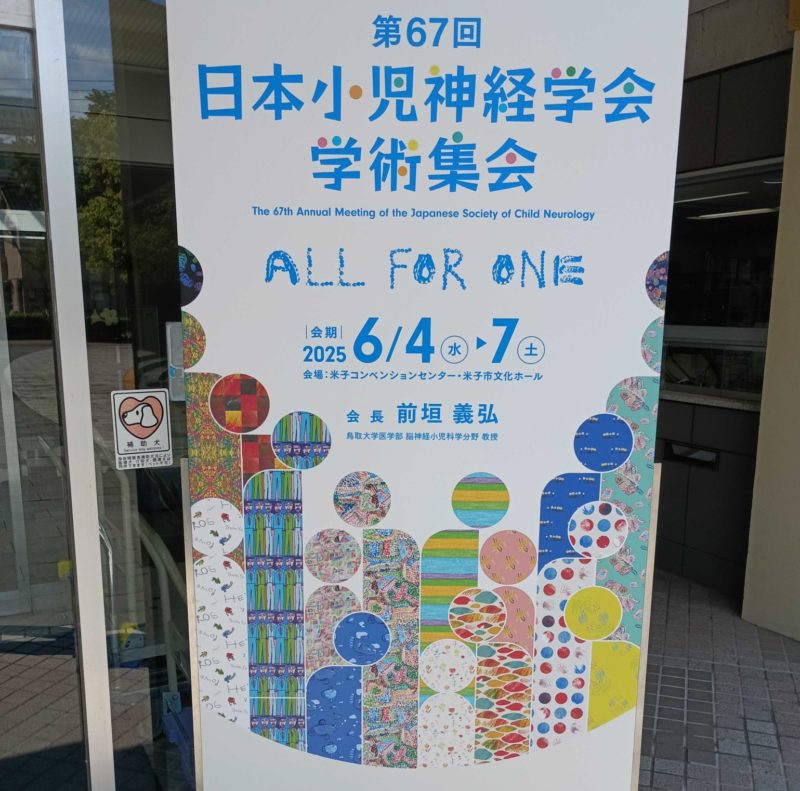 第67回
日本小児神経学会
学術集会
The 67th Annual Meeting of the Japanese Society of Child Neurology
ALL FOR ONE
会期
2025 6/4水▶7土
会場：米子コンベンションセンター・米子市文化ホール
会長 前垣 義弘
鳥取大学医学部 脳神経小児科学分野 教授
補助犬